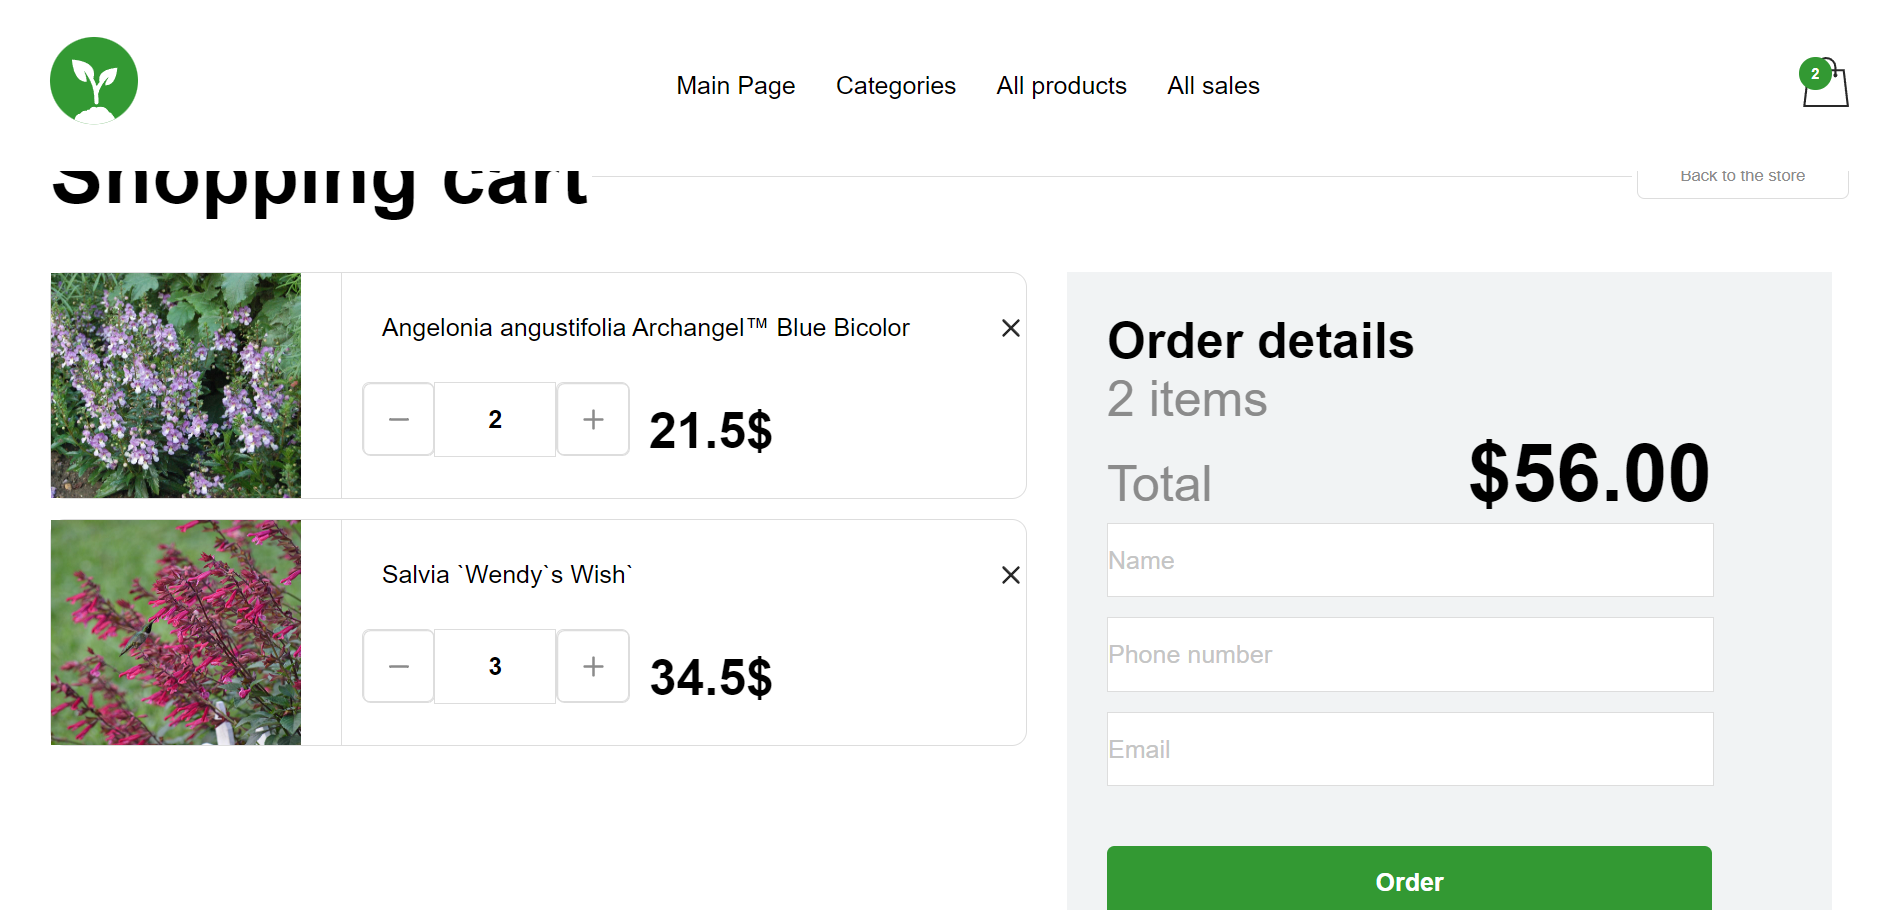 Main Page Categories All products All sales 2
Shopping cart Back to the store
Angelonia angustifolia Archangel™ Blue Bicolor
2 21.5$
Salvia `Wendy`s Wish`
3 34.5$
Order details
2 items
Total $56.00
Name
Phone number
Email
Order